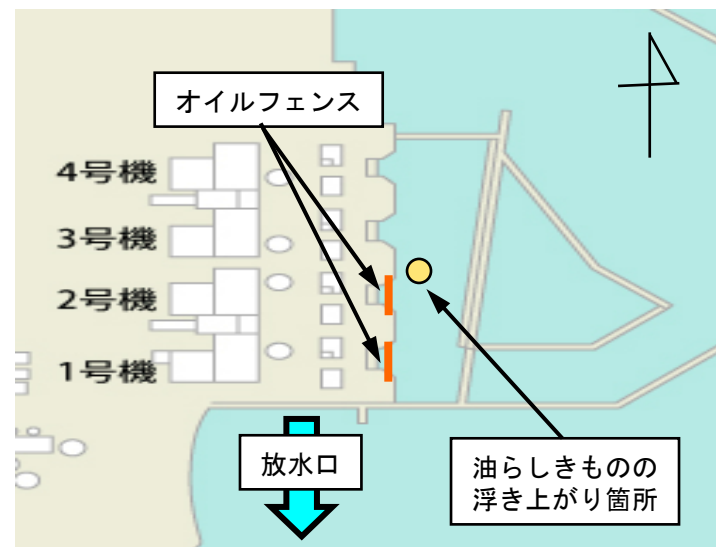 オイルフェンス
4号機
3号機
2号機
1号機
放水口
油らしきものの
浮き上がり箇所